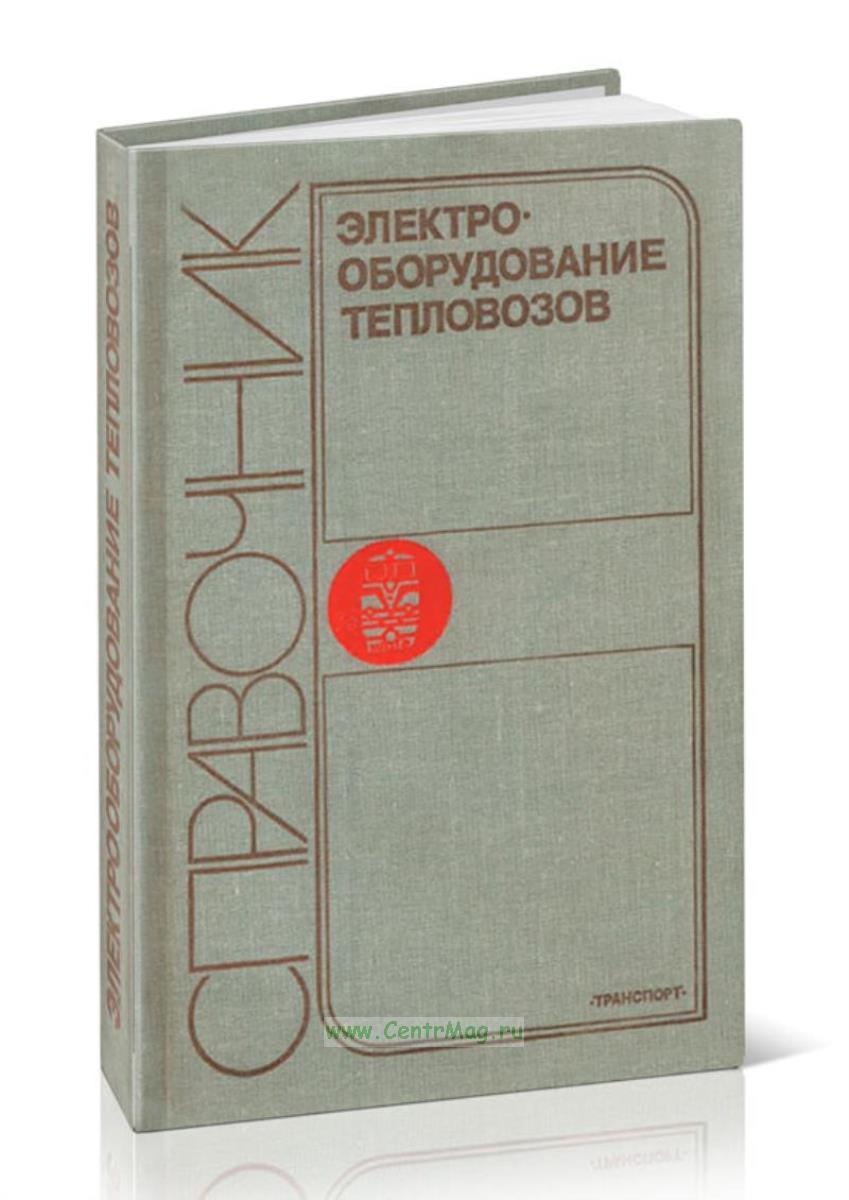 ЭЛЕКТРООБОРУДОВАНИЕ ТЕПЛОВОЗОВ
СПРАВОЧНИК
ЭЛЕКТРО-
ОБОРУДОВАНИЕ
ТЕПЛОВОЗОВ
·ТРАНСПОРТ·
www.CentrMag.ru